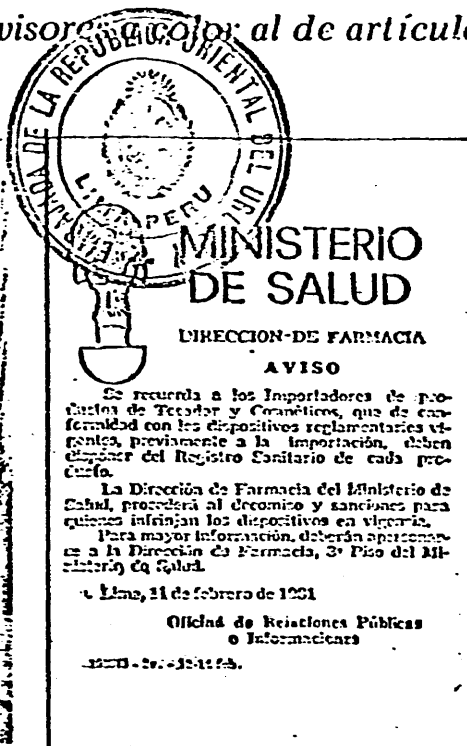 visores a color al de artícul
EMBAJADA DE LA REPUBLICA ORIENTAL DEL
LIMA PERU
MINISTERIO
DE SALUD
DIRECCION DE FARMACIA
AVISO
Se recuerda a los Importadores de pro-
ductos de Tocador y Cosméticos, que de con-
formidad con los dispositivos reglamentarios vi-
gentes, previamente a la importación, deben
disponer del Registro Sanitario de cada pro-
ducto.
La Dirección de Farmacia del Ministerio de
Salud, procederá al decomiso y sanciones para
quienes infrinjan los dispositivos en vigencia.
Para mayor información, deberán apersonar-
se a la Dirección de Farmacia, 3º Piso del Mi-
nisterio de Salud.
Lima, 11 de febrero de 1981
Oficina de Relaciones Públicas
e Informaciones